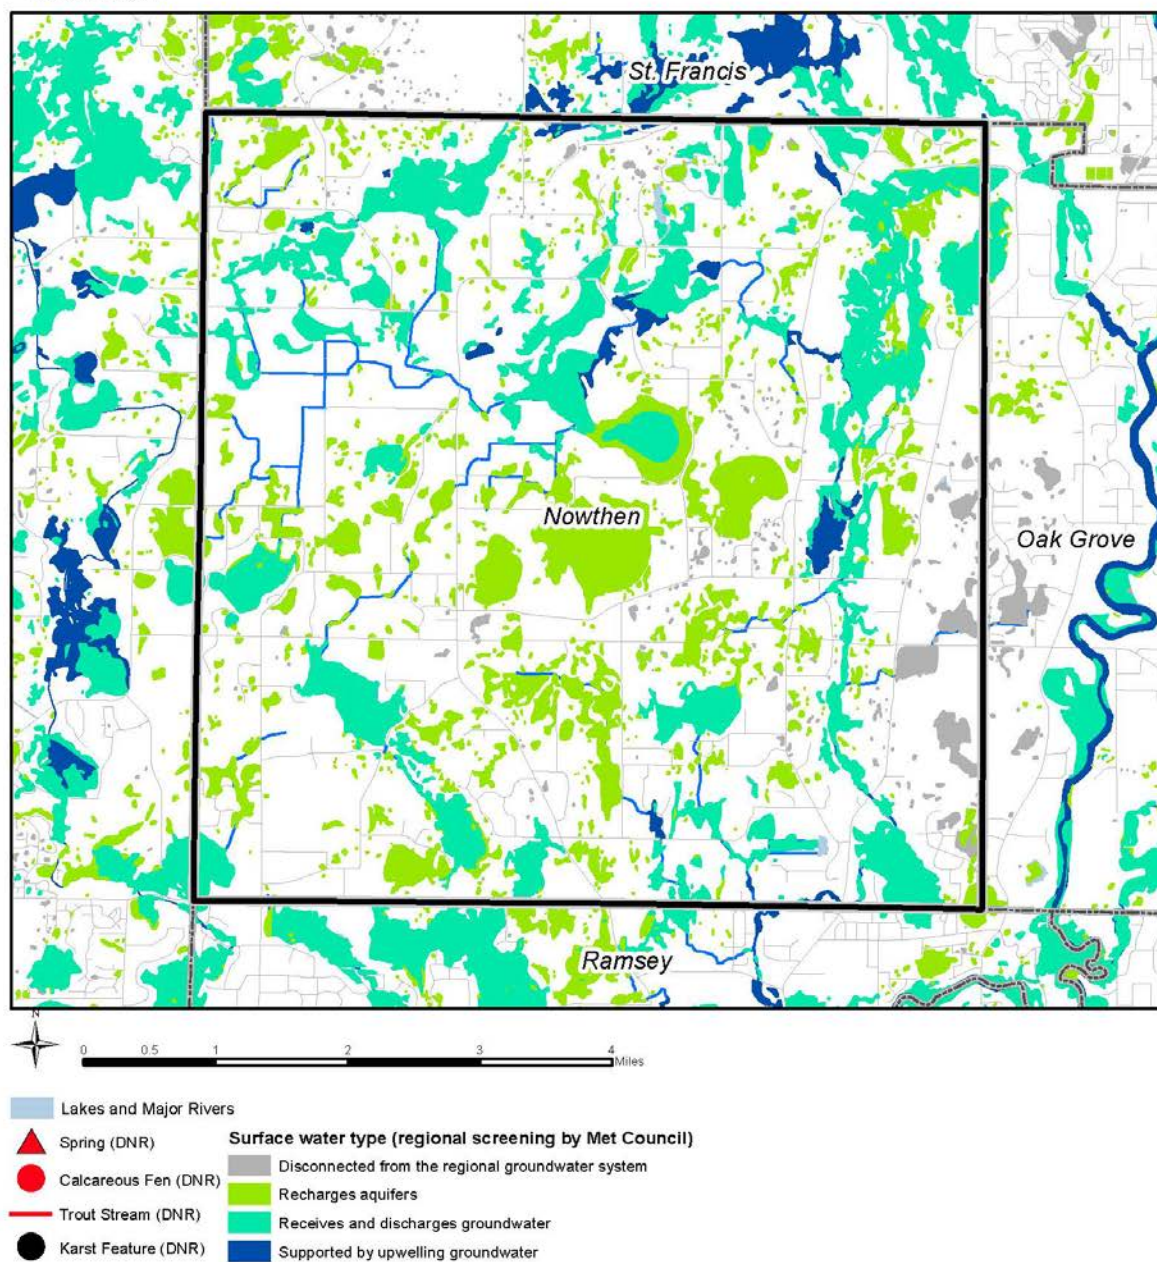 St. Francis
Nowthen
Oak Grove
Ramsey
N
0 0.5 1 2 3 4
Miles
Lakes and Major Rivers
Spring (DNR)
Calcareous Fen (DNR)
Trout Stream (DNR)
Karst Feature (DNR)
Surface water type (regional screening by Met Council)
Disconnected from the regional groundwater system
Recharges aquifers
Receives and discharges groundwater
Supported by upwelling groundwater